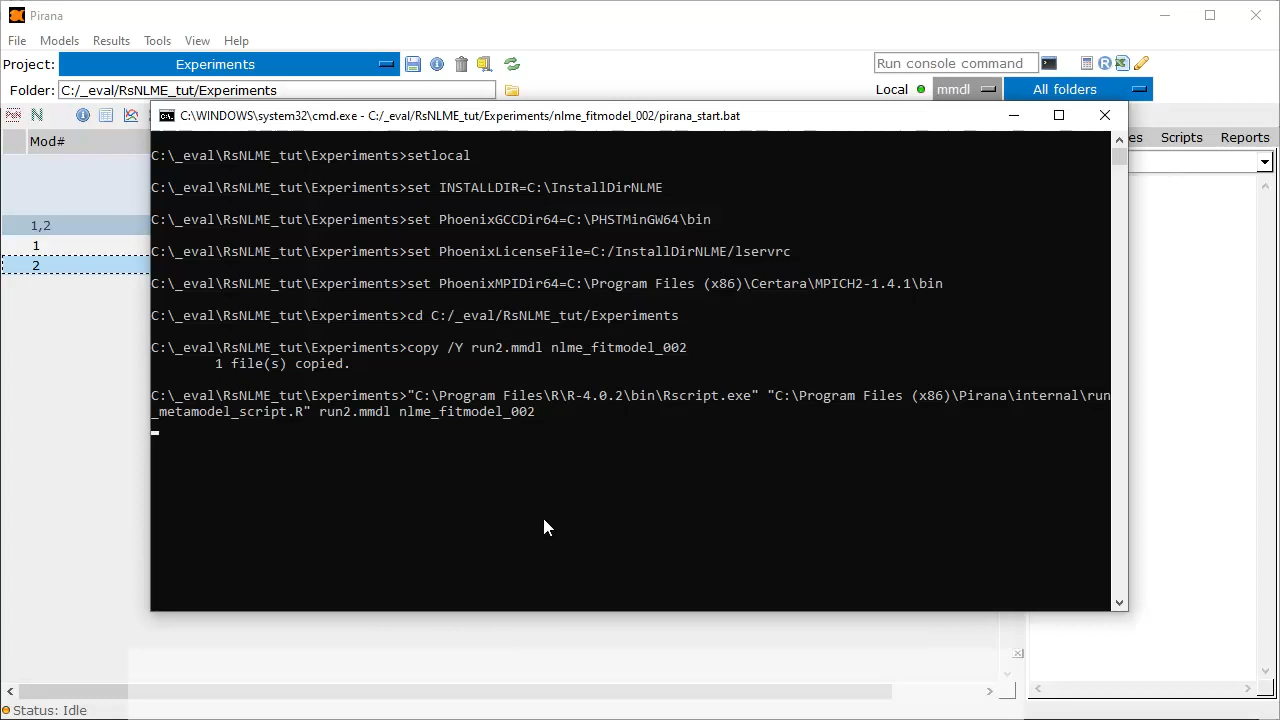 Pirana
File Models Results Tools View Help
Project: Experiments
Run console command
Folder: C:/_eval/RsNLME_tut/Experiments
Local mmdl All folders
C:\WINDOWS\system32\cmd.exe - C:/_eval/RsNLME_tut/Experiments/nlme_fitmodel_002/pirana_start.bat
Mod#
es Scripts Reports
1,2
1
2
C:\_eval\RsNLME_tut\Experiments>setlocal
C:\_eval\RsNLME_tut\Experiments>set INSTALLDIR=C:\InstallDirNLME
C:\_eval\RsNLME_tut\Experiments>set PhoenixGCCDir64=C:\PHSTMinGW64\bin
C:\_eval\RsNLME_tut\Experiments>set PhoenixLicenseFile=C:/InstallDirNLME/lservrc
C:\_eval\RsNLME_tut\Experiments>set PhoenixMPIDir64=C:\Program Files (x86)\Certara\MPICH2-1.4.1\bin
C:\_eval\RsNLME_tut\Experiments>cd C:/_eval/RsNLME_tut/Experiments
C:\_eval\RsNLME_tut\Experiments>copy /Y run2.mmdl nlme_fitmodel_002
1 file(s) copied.
C:\_eval\RsNLME_tut\Experiments>"C:\Program Files\R\R-4.0.2\bin\Rscript.exe" "C:\Program Files (x86)\Pirana\internal\run
_metamodel_script.R" run2.mmdl nlme_fitmodel_002
Status: Idle